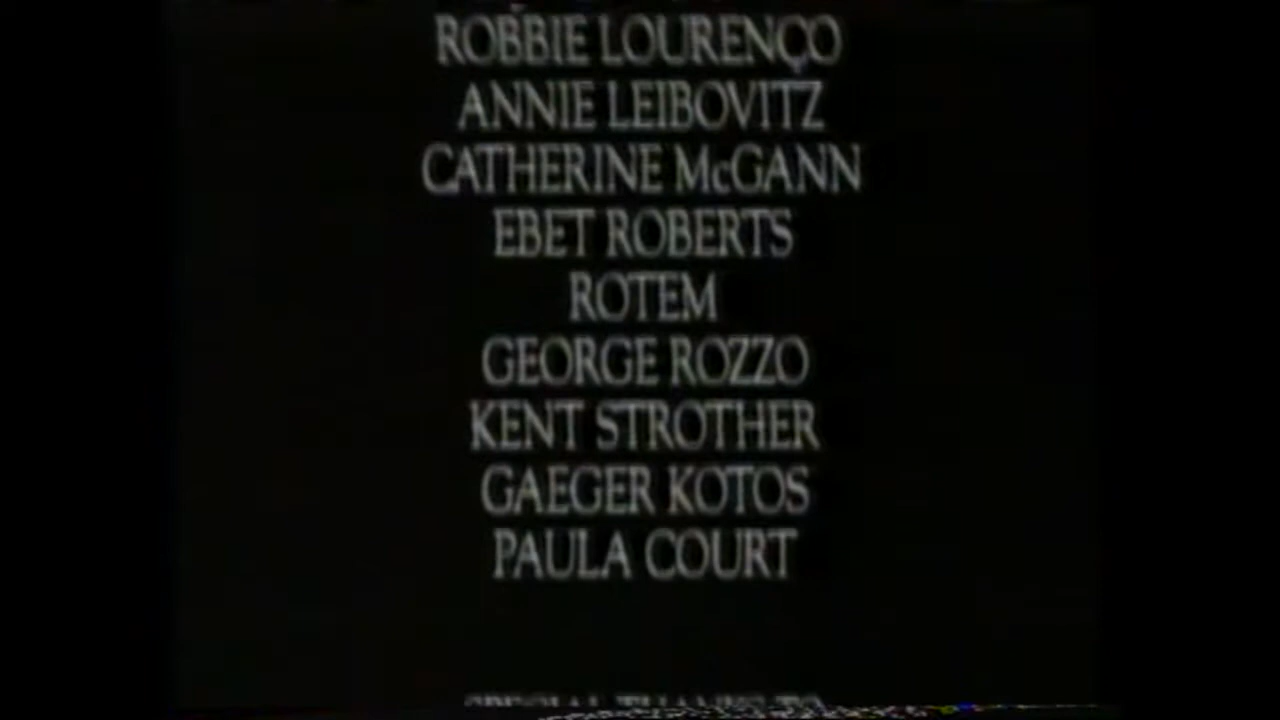 ROBBIE LOURENÇO
ANNIE LEIBOVITZ
CATHERINE McGANN
EBET ROBERTS
ROTEM
GEORGE ROZZO
KENT STROTHER
GAEGER KOTOS
PAULA COURT